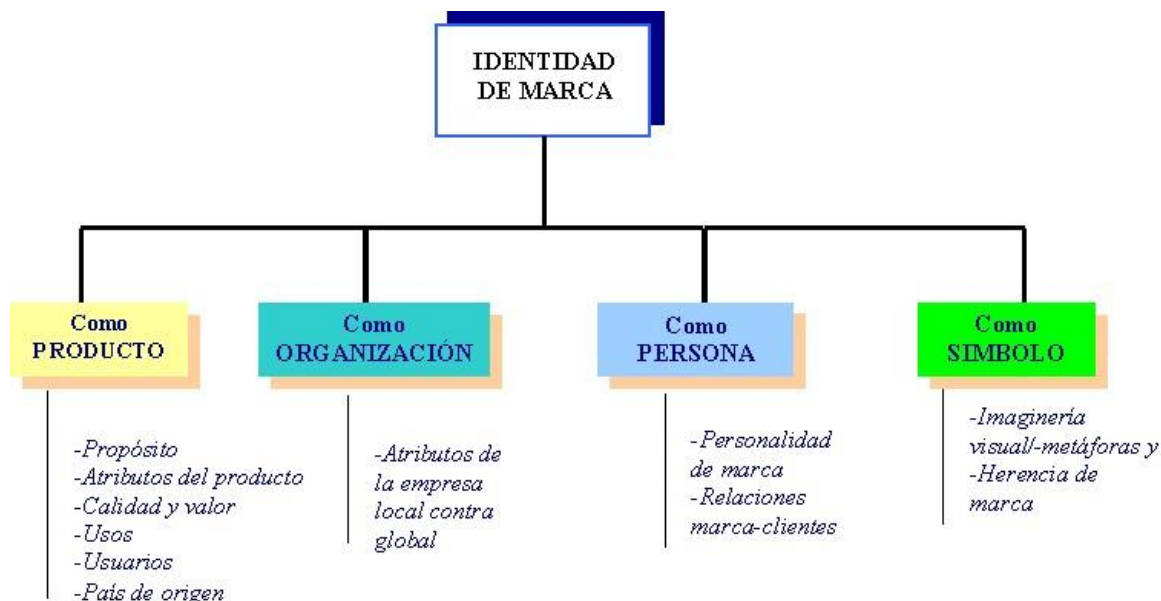 IDENTIDAD
DE MARCA
Como
PRODUCTO
-Propósito
-Atributos del producto
-Calidad y valor
-Usos
-Usuarios
-País de origen
Como
ORGANIZACIÓN
-Atributos de
la empresa
local contra
global
Como
PERSONA
-Personalidad
de marca
-Relaciones
marca-clientes
Como
SIMBOLO
-Imaginería
visual/-metáforas y
-Herencia de
marca